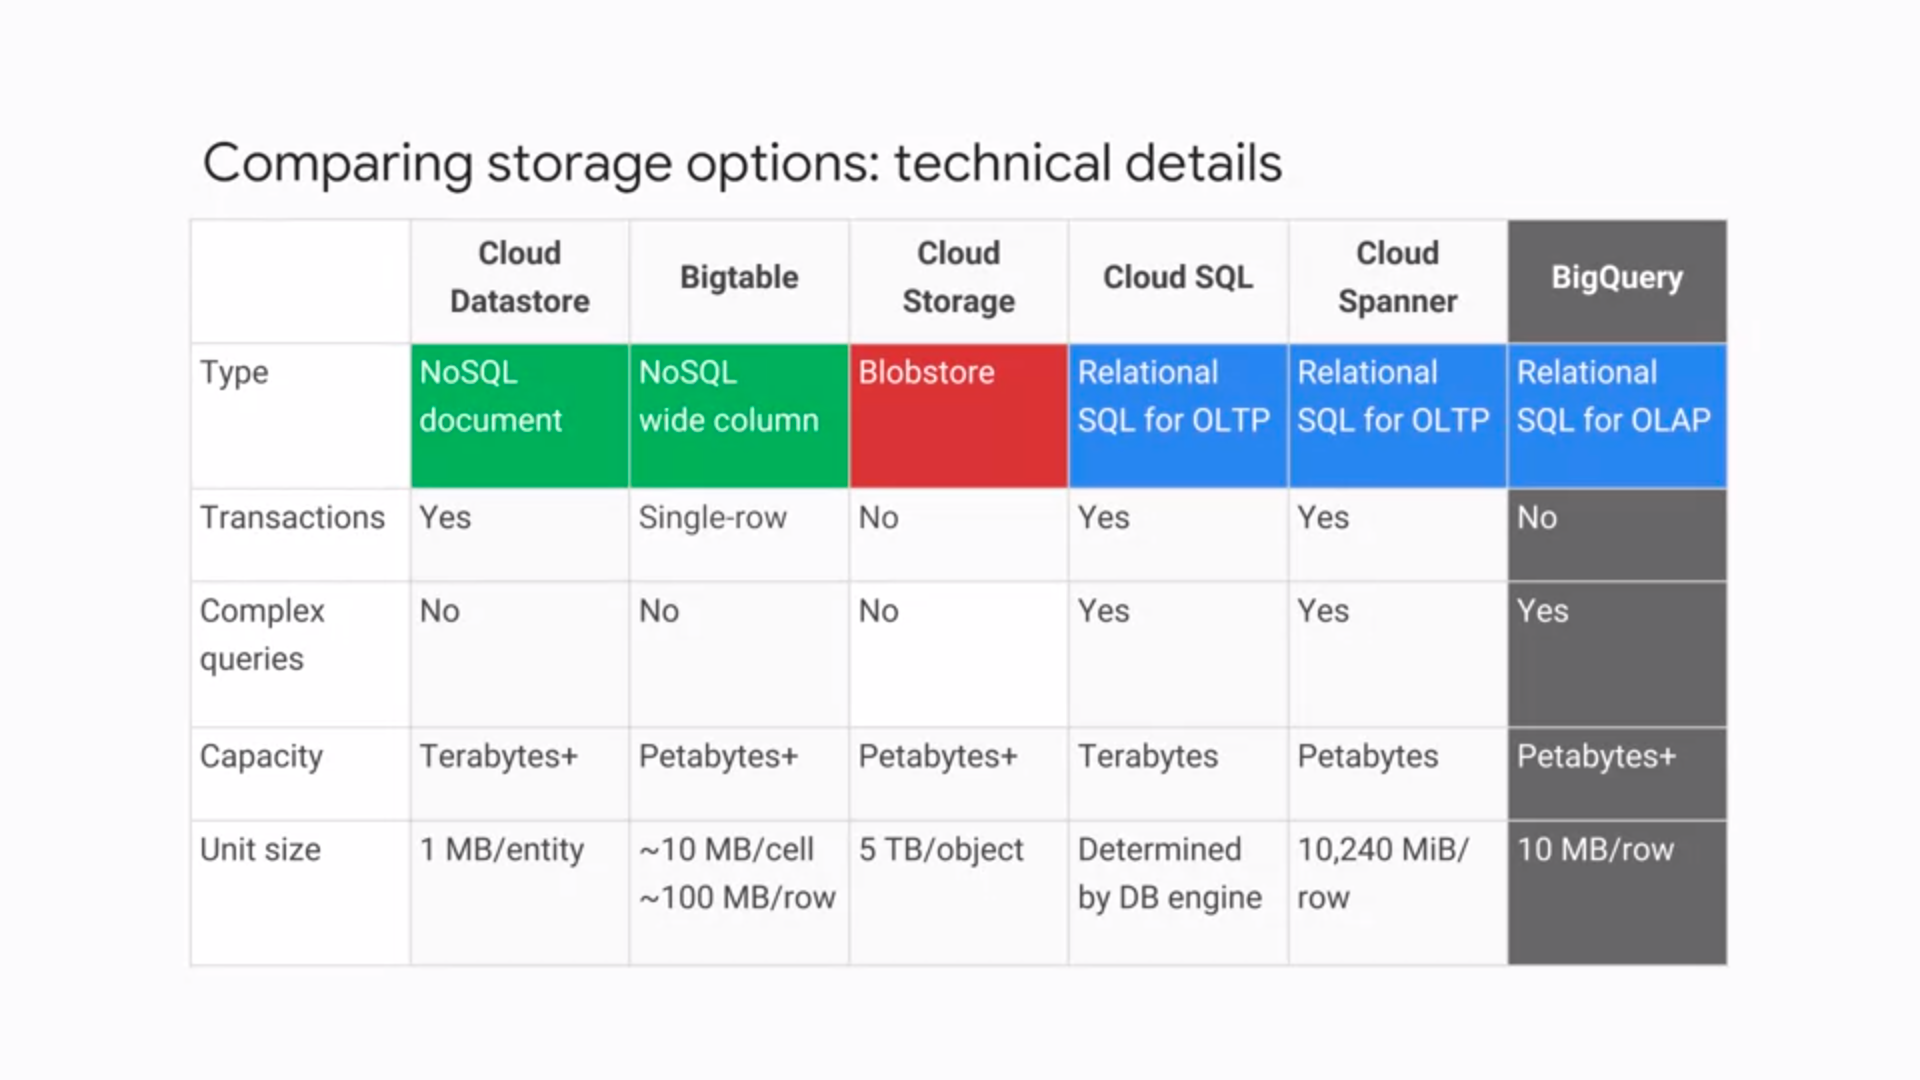 Comparing storage options: technical details
Cloud
Datastore
Bigtable
Cloud
Storage
Cloud SQL
Cloud
Spanner
BigQuery
Type
NoSQL
document
NoSQL
wide column
Blobstore
Relational
SQL for OLTP
Relational
SQL for OLTP
Relational
SQL for OLAP
Transactions
Yes
Single-row
No
Yes
Yes
No
Complex
queries
No
No
No
Yes
Yes
Yes
Capacity
Terabytes+
Petabytes+
Petabytes+
Terabytes
Petabytes
Petabytes+
Unit size
1 MB/entity
~10 MB/cell
~100 MB/row
5 TB/object
Determined
by DB engine
10,240 MiB/
row
10 MB/row